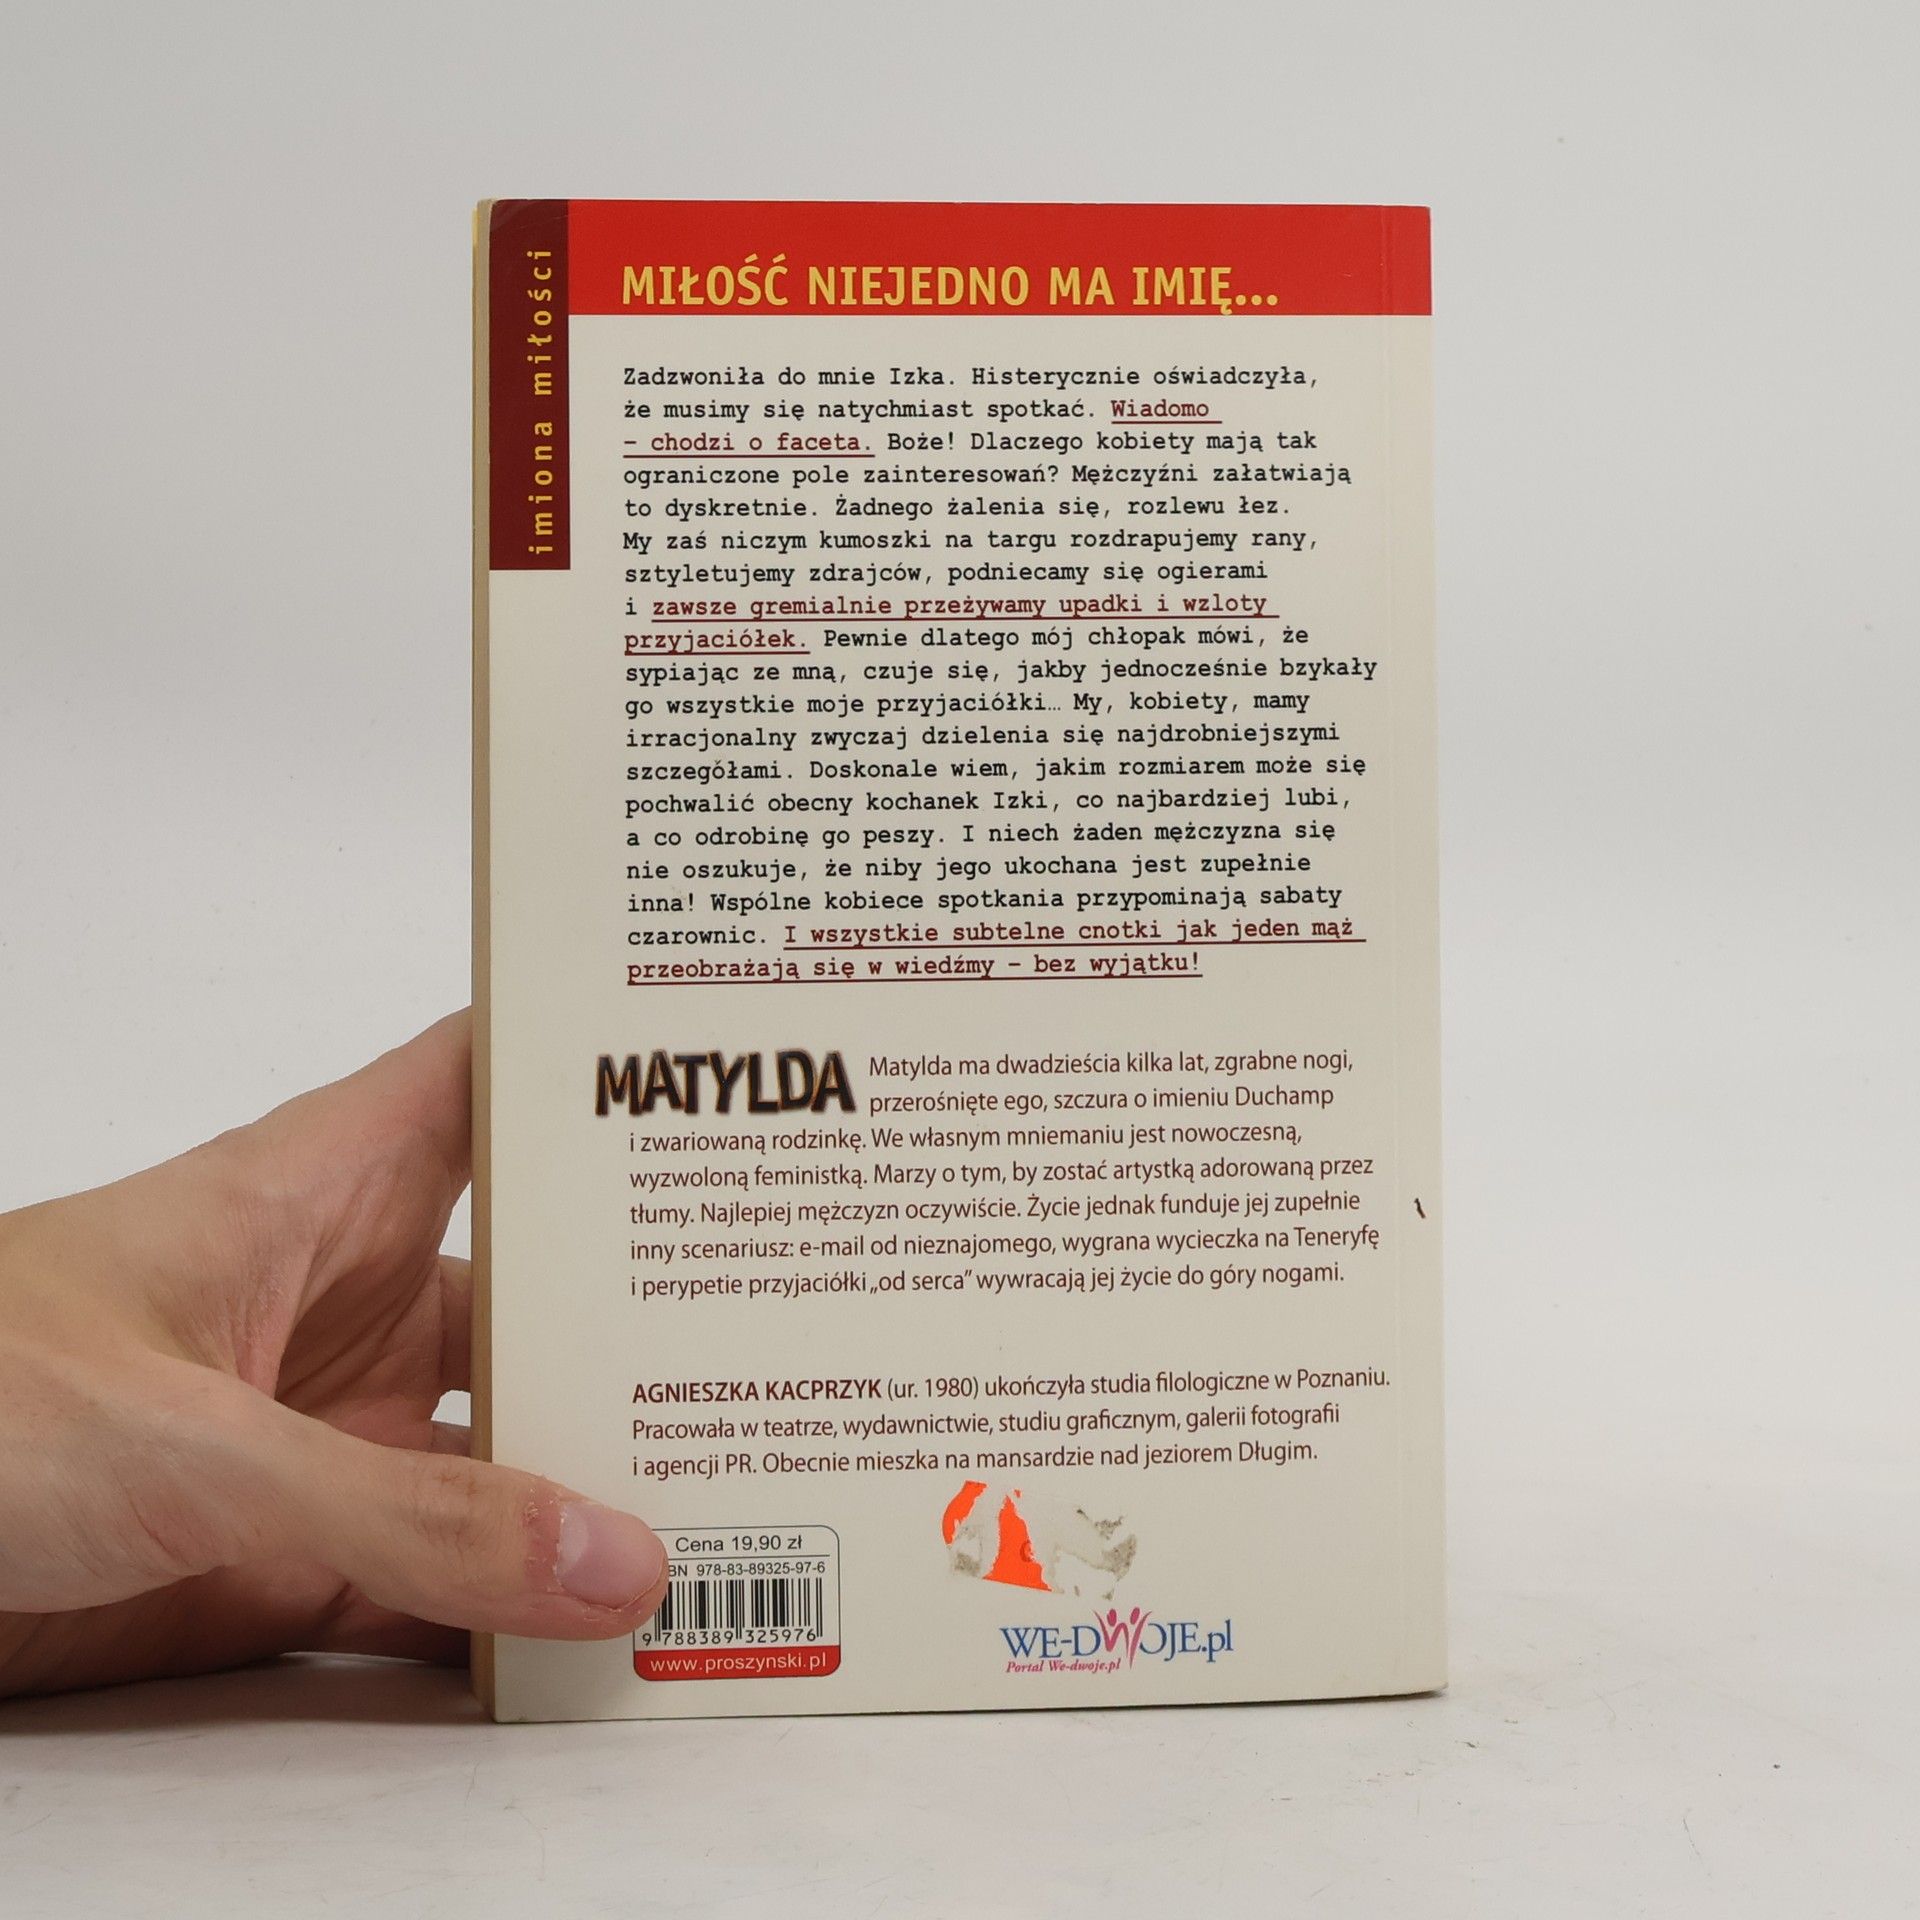 imiona miłości
MIŁOŚĆ NIEJEDNO MA IMIĘ...
Zadzwoniła do mnie Izka. Histerycznie oświadczyła,
że musimy się natychmiast spotkać. Wiadomo
– chodzi o faceta. Boże! Dlaczego kobiety mają tak
ograniczone pole zainteresowań? Mężczyźni załatwiają
to dyskretnie. Żadnego żalenia się, rozlewu łez.
My zaś niczym kumoszki na targu rozdrapujemy rany,
sztyletujemy zdrajców, podniecamy się ogierami
i zawsze gremialnie przeżywamy upadki i wzloty
przyjaciółek. Pewnie dlatego mój chłopak mówi, że
sypiając ze mną, czuje się, jakby jednocześnie bzykały
go wszystkie moje przyjaciółki… My, kobiety, mamy
irracjonalny zwyczaj dzielenia się najdrobniejszymi
szczegółami. Doskonale wiem, jakim rozmiarem może się
pochwalić obecny kochanek Izki, co najbardziej lubi,
a co odrobinę go peszy. I niech żaden mężczyzna się
nie oszukuje, że niby jego ukochana jest zupełnie
inna! Wspólne kobiece spotkania przypominają sabaty
czarownic. I wszystkie subtelne cnotki jak jeden mąż
przeobrażają się w wiedźmy – bez wyjątku!
MATYLDA Matylda ma dwadzieścia kilka lat, zgrabne nogi,
przerośnięte ego, szczura o imieniu Duchamp
i zwariowaną rodzinkę. We własnym mniemaniu jest nowoczesną,
wyzwoloną feministką. Marzy o tym, by zostać artystką adorowaną przez
tłumy. Najlepiej mężczyzn oczywiście. Życie jednak funduje jej zupełnie
inny scenariusz: e-mail od nieznajomego, wygrana wycieczka na Teneryfę
i perypetie przyjaciółki „od serca” wywracają jej życie do góry nogami.
AGNIESZKA KACPRZYK (ur. 1980) ukończyła studia filologiczne w Poznaniu.
Pracowała w teatrze, wydawnictwie, studiu graficznym, galerii fotografii
i agencji PR. Obecnie mieszka na mansardzie nad jeziorem Długim.
Cena 19,90 zł
BN 978-83-89325-97-6
9 788389 325976
www.proszynski.pl
WE-DWOJE.pl
Portal We-dwoje.pl